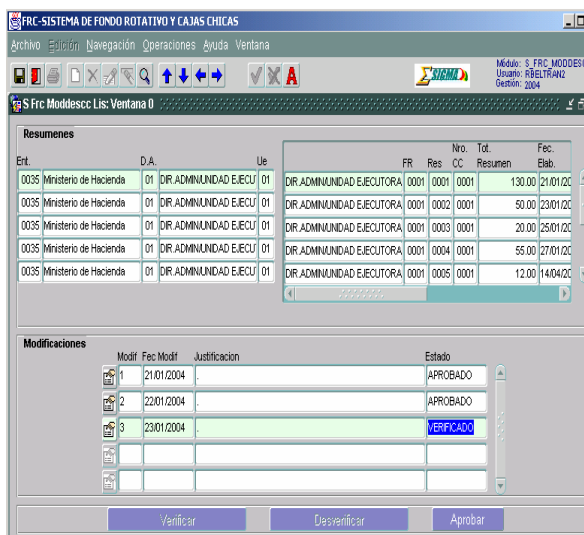 FRC-SISTEMA DE FONDO ROTATIVO Y CAJAS CHICAS
Archivo Edición Navegación Operaciones Ayuda Ventana
SIGMA
Módulo: S_FRC_MODDESC
Usuario: RBELTRAN2
Gestión: 2004
S Frc Moddescc Lis: Ventana 0
Resumenes
Nro. Tot. Fec.
Ent. D.A. Ue FR Res CC Resumen Elab.
0035 Ministerio de Hacienda 01 DIR.ADMIN/UNIDAD EJECUT 01 DIR.ADMIN/UNIDAD EJECUTORA 0001 0001 0001 130.00 21/01/20
0035 Ministerio de Hacienda 01 DIR.ADMIN/UNIDAD EJECUT 01 DIR.ADMIN/UNIDAD EJECUTORA 0001 0002 0001 50.00 23/01/20
0035 Ministerio de Hacienda 01 DIR.ADMIN/UNIDAD EJECUT 01 DIR.ADMIN/UNIDAD EJECUTORA 0001 0003 0001 20.00 25/01/20
0035 Ministerio de Hacienda 01 DIR.ADMIN/UNIDAD EJECUT 01 DIR.ADMIN/UNIDAD EJECUTORA 0001 0004 0001 55.00 27/01/20
0035 Ministerio de Hacienda 01 DIR.ADMIN/UNIDAD EJECUT 01 DIR.ADMIN/UNIDAD EJECUTORA 0001 0005 0001 12.00 14/04/20
Modificaciones
Modif Fec Modif Justificacion Estado
1 21/01/2004 . APROBADO
2 22/01/2004 . APROBADO
3 23/01/2004 . VERIFICADO
Verificar Desverificar Aprobar